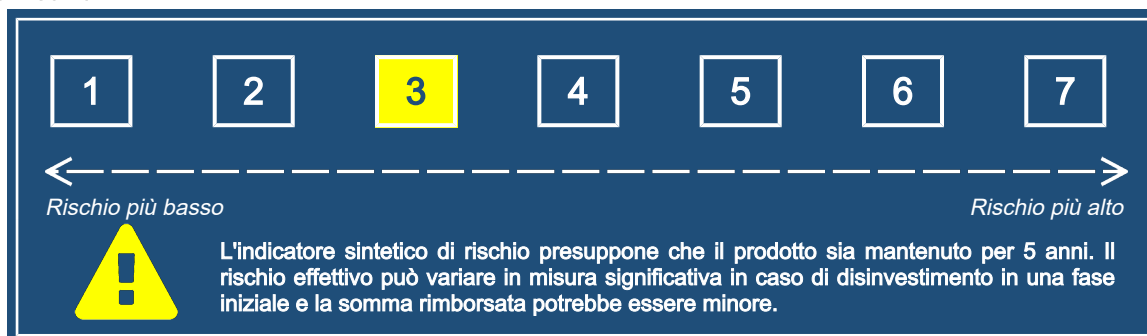 1 2 3 4 5 6 7
Rischio più basso Rischio più alto
L'indicatore sintetico di rischio presuppone che il prodotto sia mantenuto per 5 anni. Il
rischio effettivo può variare in misura significativa in caso di disinvestimento in una fase
iniziale e la somma rimborsata potrebbe essere minore.